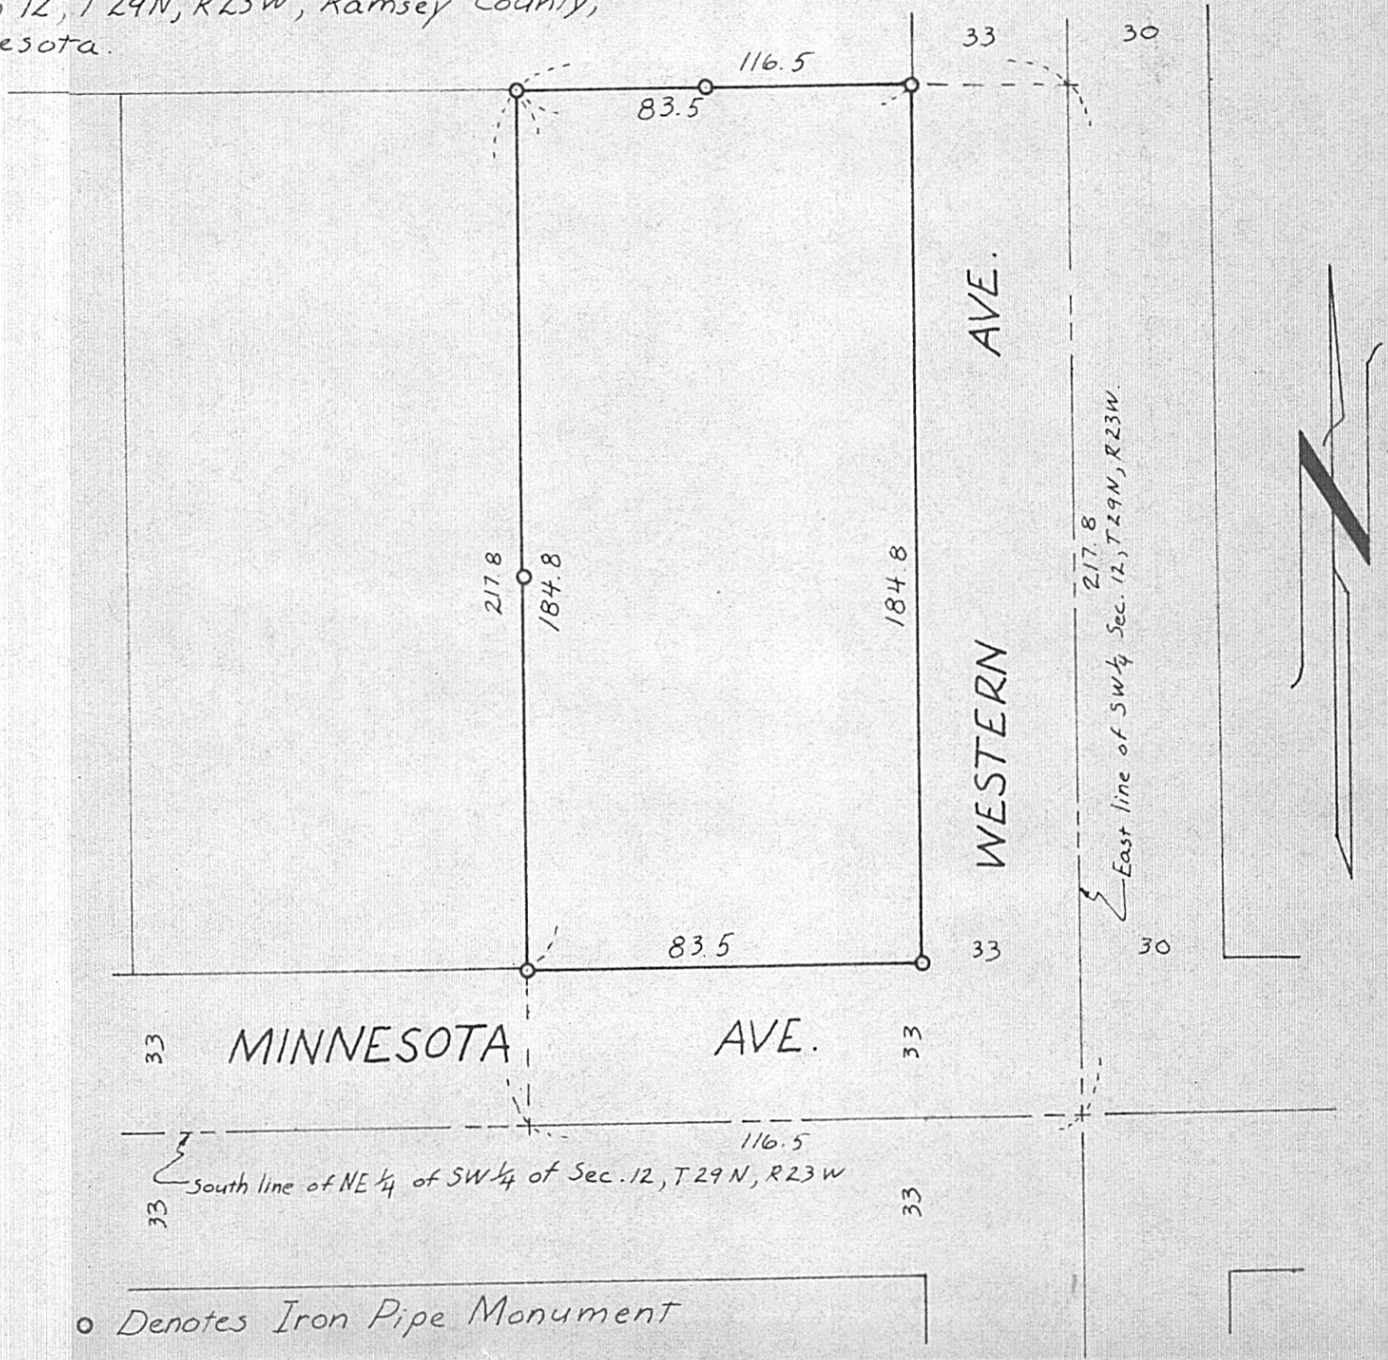 12, T29N, R23W, Ramsey County,
esota.
33
30
116.5
83.5
WESTERN AVE.
217.8
184.8
184.8
217.8
East line of SW¼ Sec. 12, T29N, R23W.
83.5
33
30
33
MINNESOTA AVE.
33
116.5
South line of NE¼ of SW¼ of Sec. 12, T29N, R23W
33
33
N
o Denotes Iron Pipe Monument